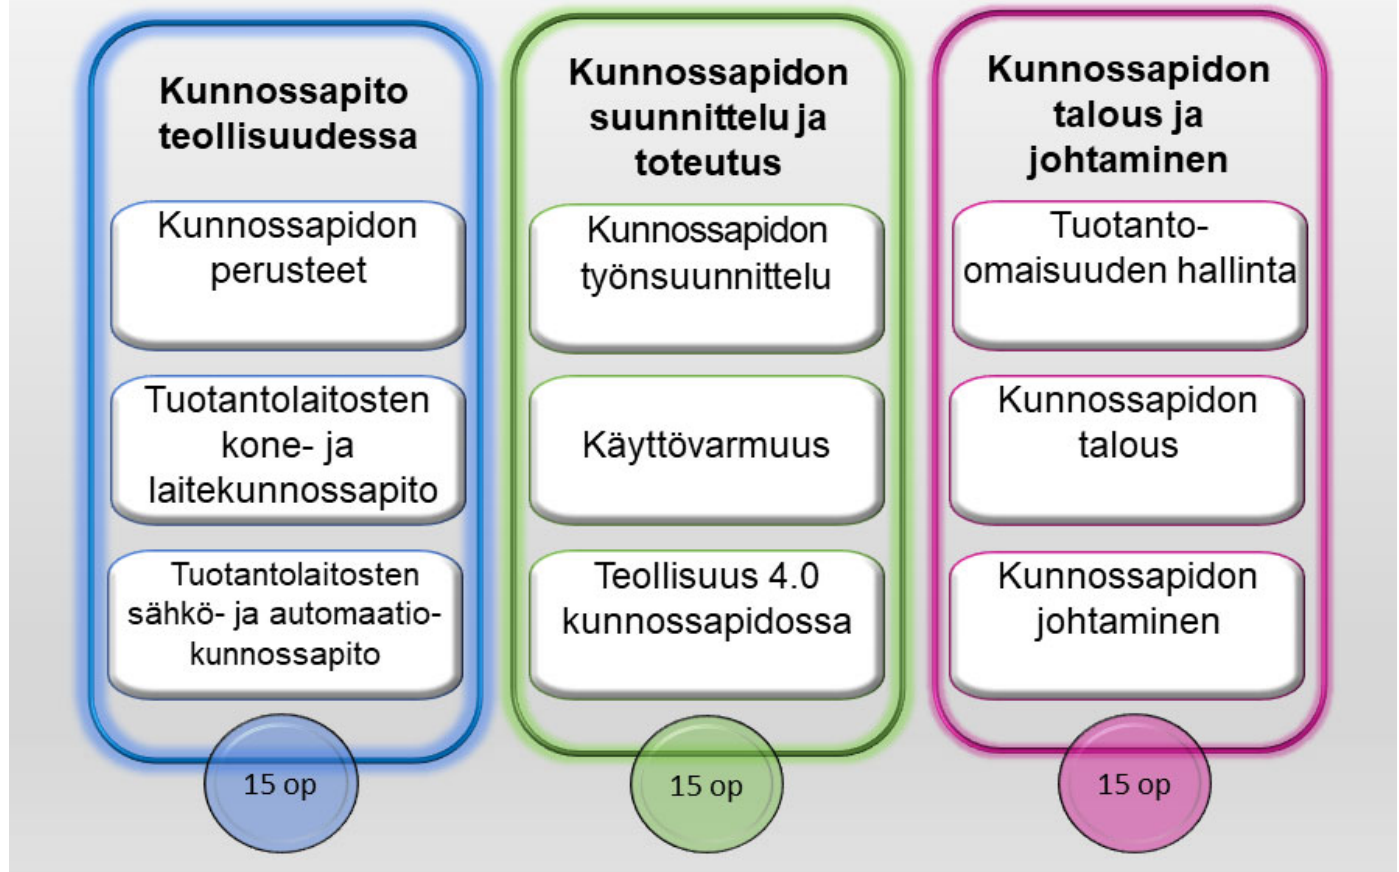 Kunnossapito
teollisuudessa
Kunnossapidon
perusteet
Tuotantolaitosten
kone- ja
laitekunnossapito
Tuotantolaitosten
sähkö- ja automaatio-
kunnossapito
15 op
Kunnossapidon
suunnittelu ja
toteutus
Kunnossapidon
työnsuunnittelu
Käyttövarmuus
Teollisuus 4.0
kunnossapidossa
15 op
Kunnossapidon
talous ja
johtaminen
Tuotanto-
omaisuuden hallinta
Kunnossapidon
talous
Kunnossapidon
johtaminen
15 op